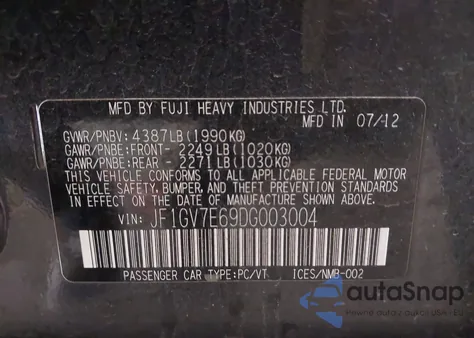 MFD BY FUJI HEAVY INDUSTRIES LTD.
MFD IN 07/12
GVWR/PNBV: 4387LB(1990KG)
GAWR/PNBE:FRONT- 2249LB(1020KG)
GAWR/PNBE:REAR - 2271LB(1030KG)
THIS VEHICLE CONFORMS TO ALL APPLICABLE FEDERAL MOTOR
VEHICLE SAFETY, BUMPER, AND THEFT PREVENTION STANDARDS
IN EFFECT ON THE DATE OF MANUFACTURE SHOWN ABOVE.
VIN: JF1GV7E69DG003004
PASSENGER CAR TYPE:PC/VT ICES/NMB-002
autoSnap